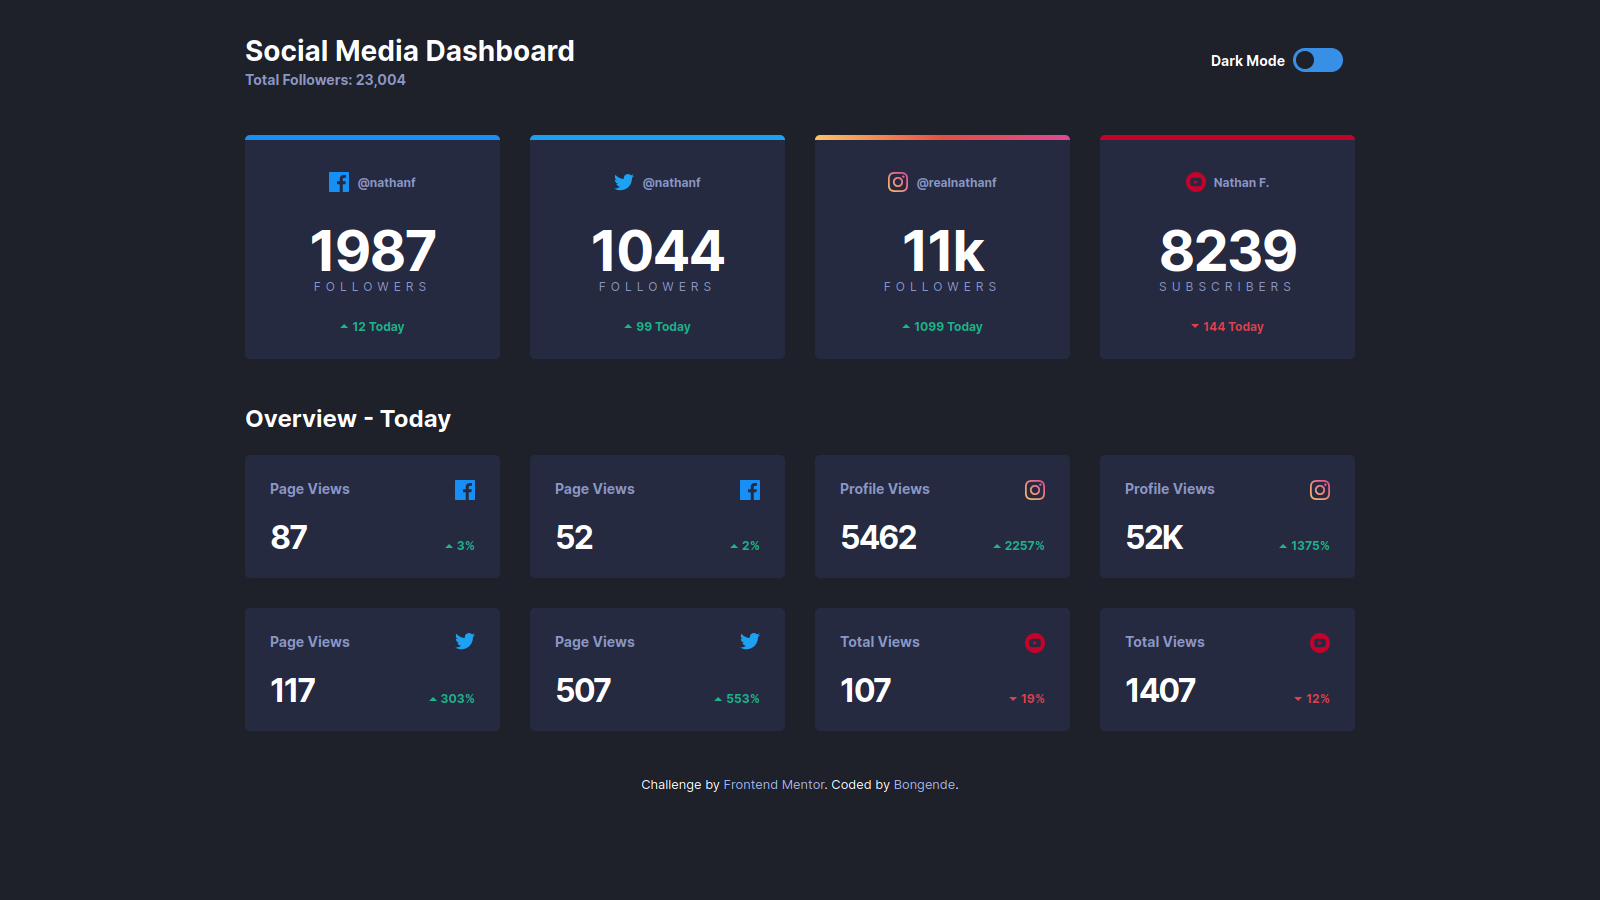 Social Media Dashboard
Total Followers: 23,004
Dark Mode
@nathanf
1987
FOLLOWERS
12 Today
@nathanf
1044
FOLLOWERS
99 Today
@realnathanf
11k
FOLLOWERS
1099 Today
Nathan F.
8239
SUBSCRIBERS
144 Today
Overview - Today
Page Views
87
3%
Page Views
52
2%
Profile Views
5462
2257%
Profile Views
52K
1375%
Page Views
117
303%
Page Views
507
553%
Total Views
107
19%
Total Views
1407
12%
Challenge by Frontend Mentor. Coded by Bongende.